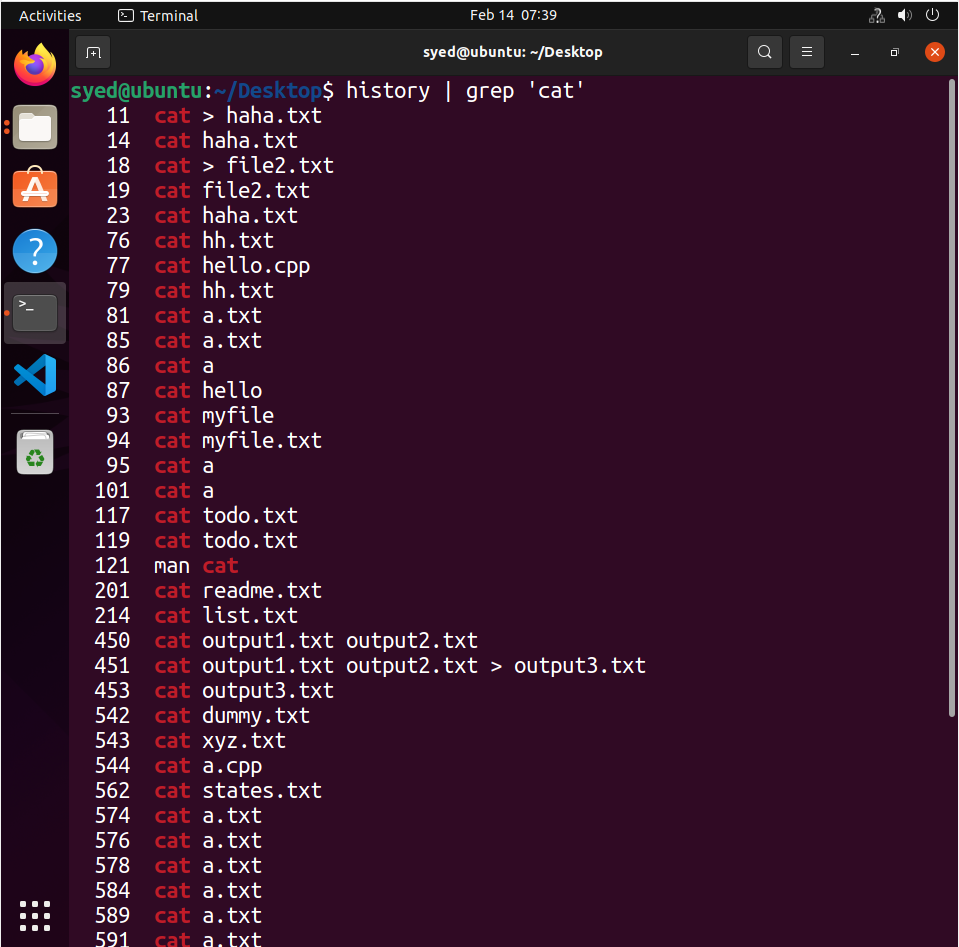 Activities Terminal Feb 14 07:39
syed@ubuntu: ~/Desktop
syed@ubuntu:~/Desktop$ history | grep 'cat'
11 cat > haha.txt
14 cat haha.txt
18 cat > file2.txt
19 cat file2.txt
23 cat haha.txt
76 cat hh.txt
77 cat hello.cpp
79 cat hh.txt
81 cat a.txt
85 cat a.txt
86 cat a
87 cat hello
93 cat myfile
94 cat myfile.txt
95 cat a
101 cat a
117 cat todo.txt
119 cat todo.txt
121 man cat
201 cat readme.txt
214 cat list.txt
450 cat output1.txt output2.txt
451 cat output1.txt output2.txt > output3.txt
453 cat output3.txt
542 cat dummy.txt
543 cat xyz.txt
544 cat a.cpp
562 cat states.txt
574 cat a.txt
576 cat a.txt
578 cat a.txt
584 cat a.txt
589 cat a.txt
591 cat a.txt